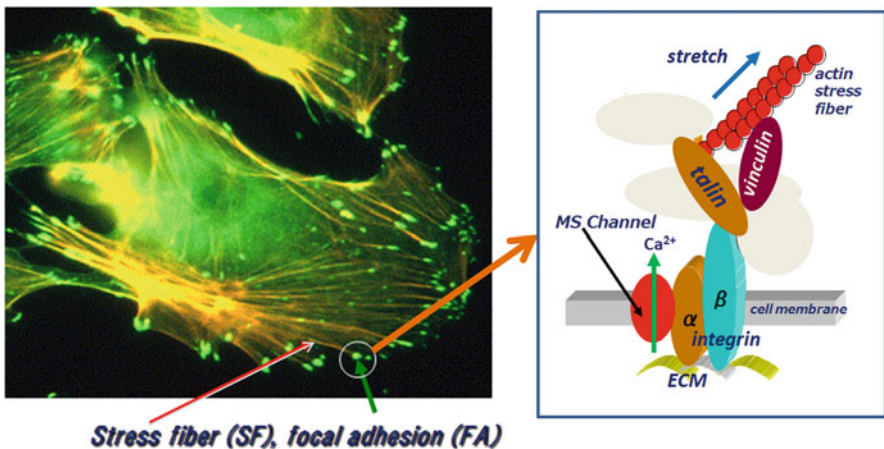 stretch
actin
stress
fiber
talin
vinculin
MS Channel
Ca2+
β
cell membrane
α
integrin
ECM
Stress fiber (SF), focal adhesion (FA)